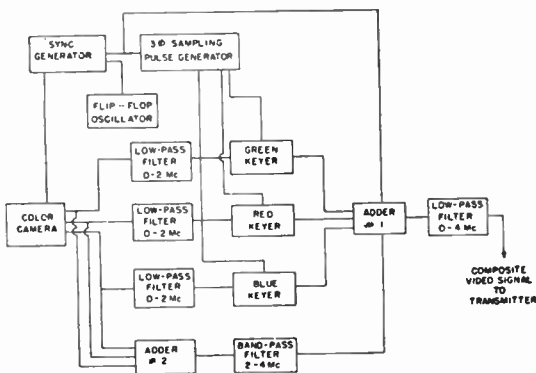 SYNC
GENERATOR
3Φ SAMPLING
PULSE GENERATOR
FLIP-FLOP
OSCILLATOR
LOW-PASS
FILTER
0-2 Mc
GREEN
KEYER
COLOR
CAMERA
LOW-PASS
FILTER
0-2 Mc
RED
KEYER
ADDER
# 1
LOW-PASS
FILTER
0-4 Mc
LOW-PASS
FILTER
0-2 Mc
BLUE
KEYER
COMPOSITE
VIDEO SIGNAL
TO
TRANSMITTER
ADDER
# 2
BAND-PASS
FILTER
2-4 Mc